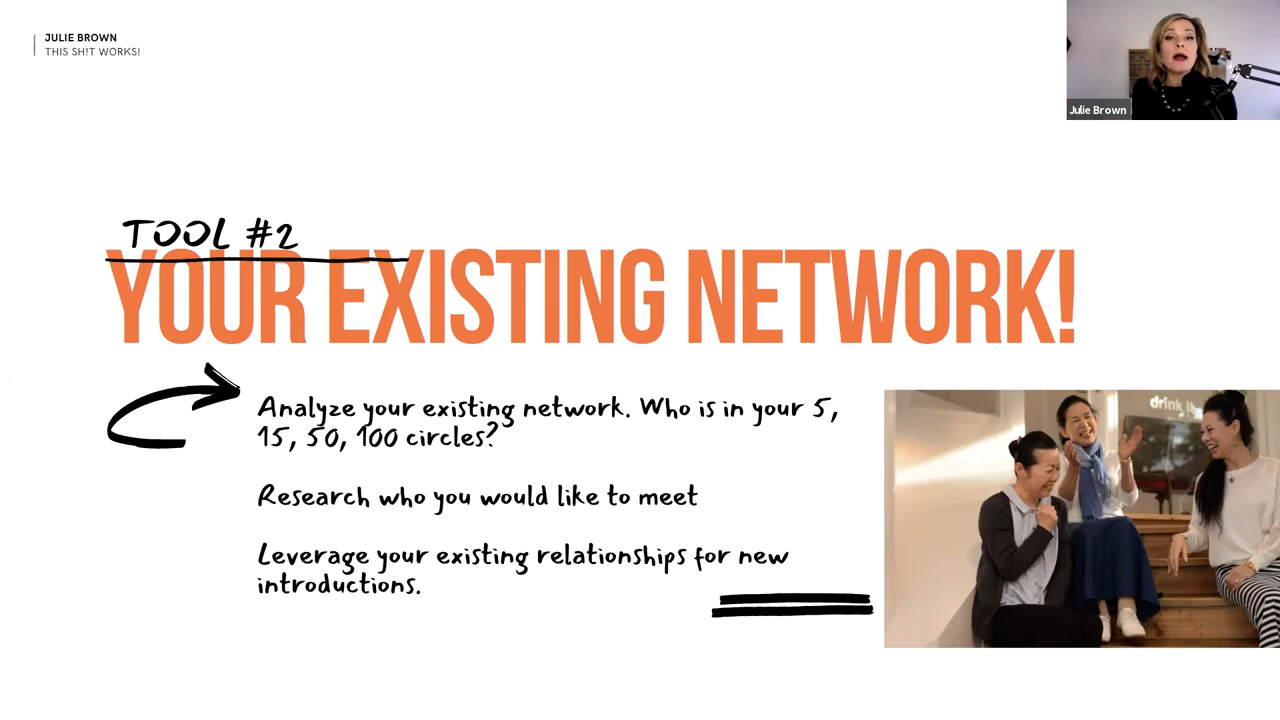 JULIE BROWN
THIS SH!T WORKS!
Julie Brown
TOOL #2
YOUR EXISTING NETWORK!
Analyze your existing network. Who is in your 5,
15, 50, 100 circles?
Research who you would like to meet
Leverage your existing relationships for new
introductions.
drink